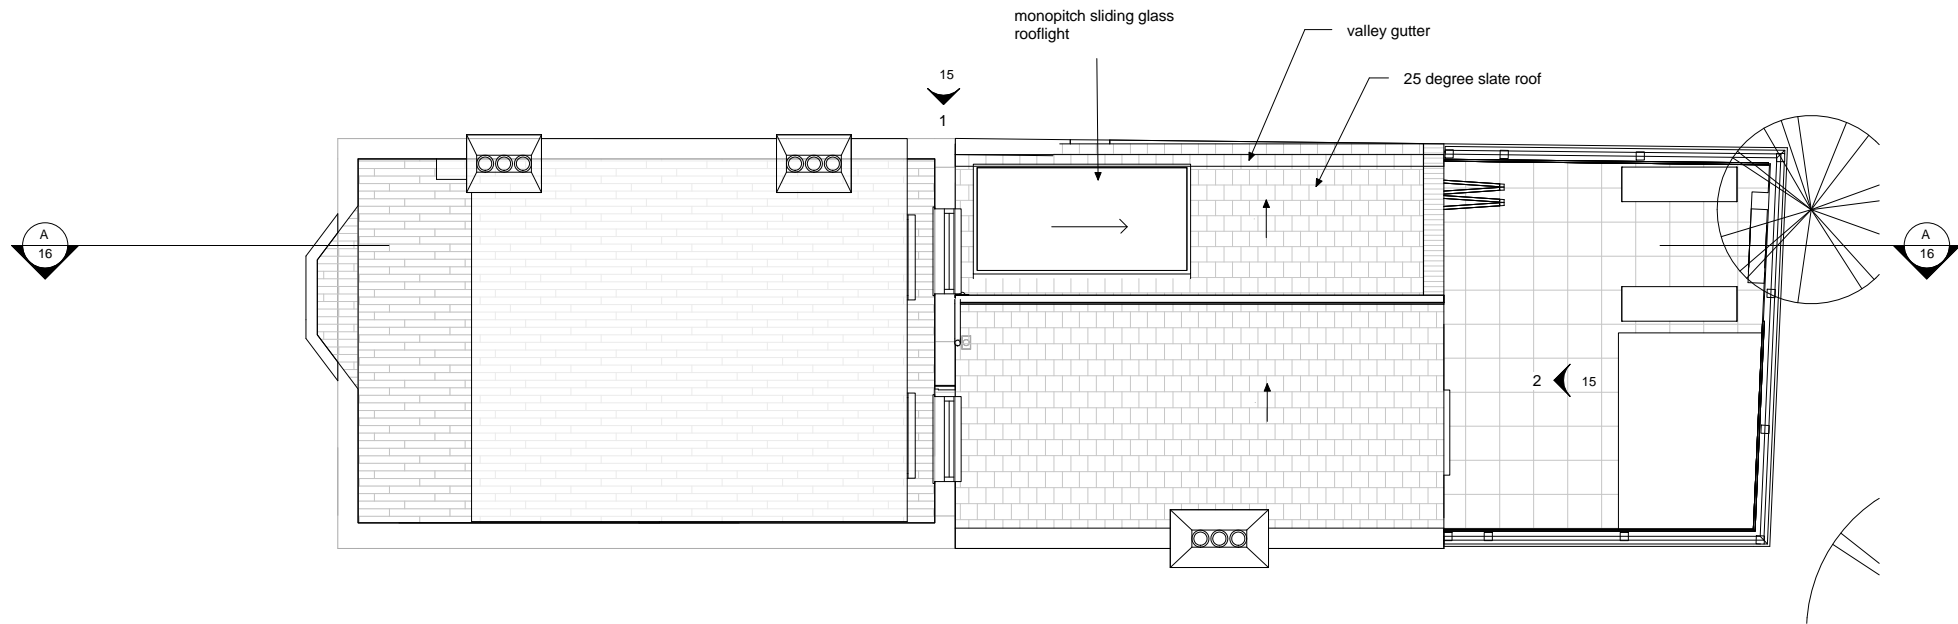 monopitch sliding glass
rooflight
valley gutter
25 degree slate roof
15
1
A
16
A
16
2
15